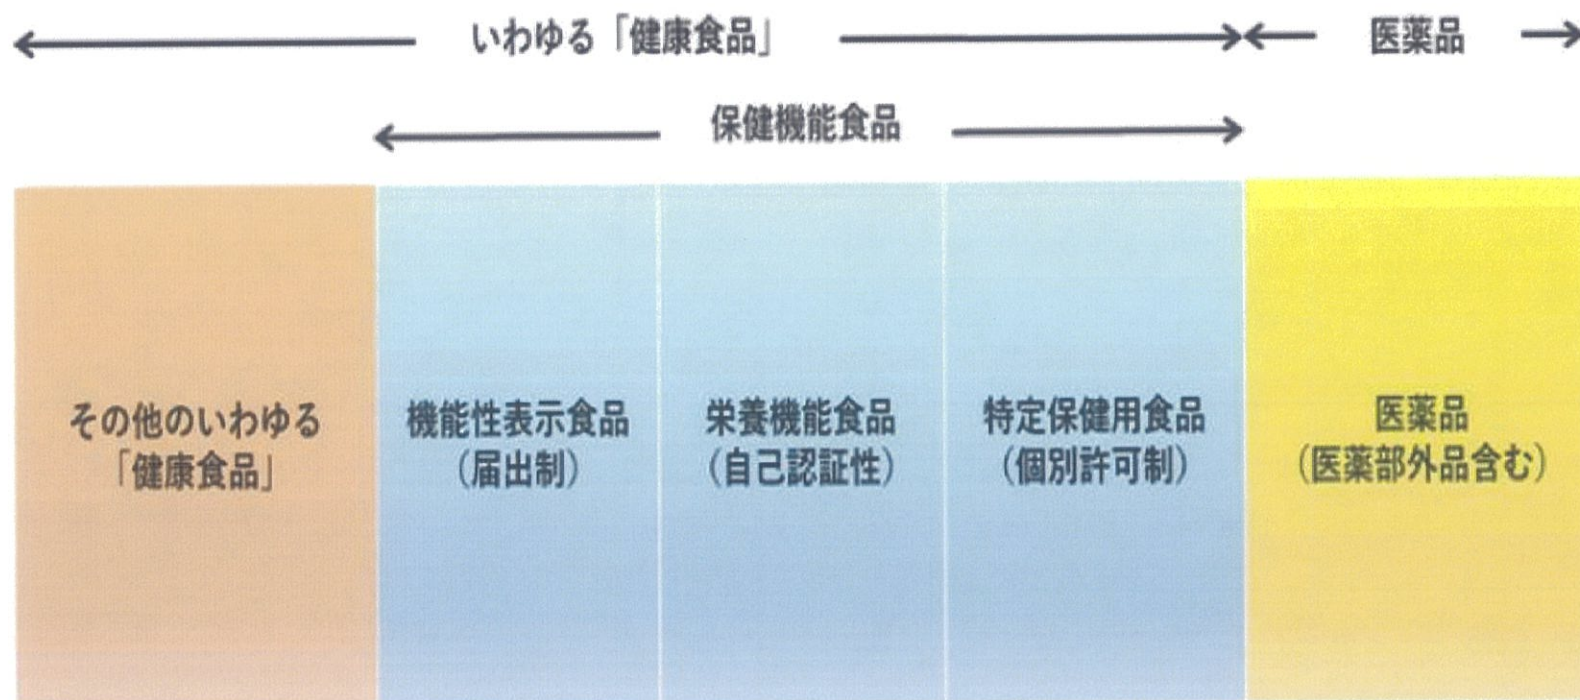 いわゆる「健康食品」
医薬品
保健機能食品
その他のいわゆる
「健康食品」
機能性表示食品
(届出制)
栄養機能食品
(自己認証性)
特定保健用食品
(個別許可制)
医薬品
(医薬部外品含む)